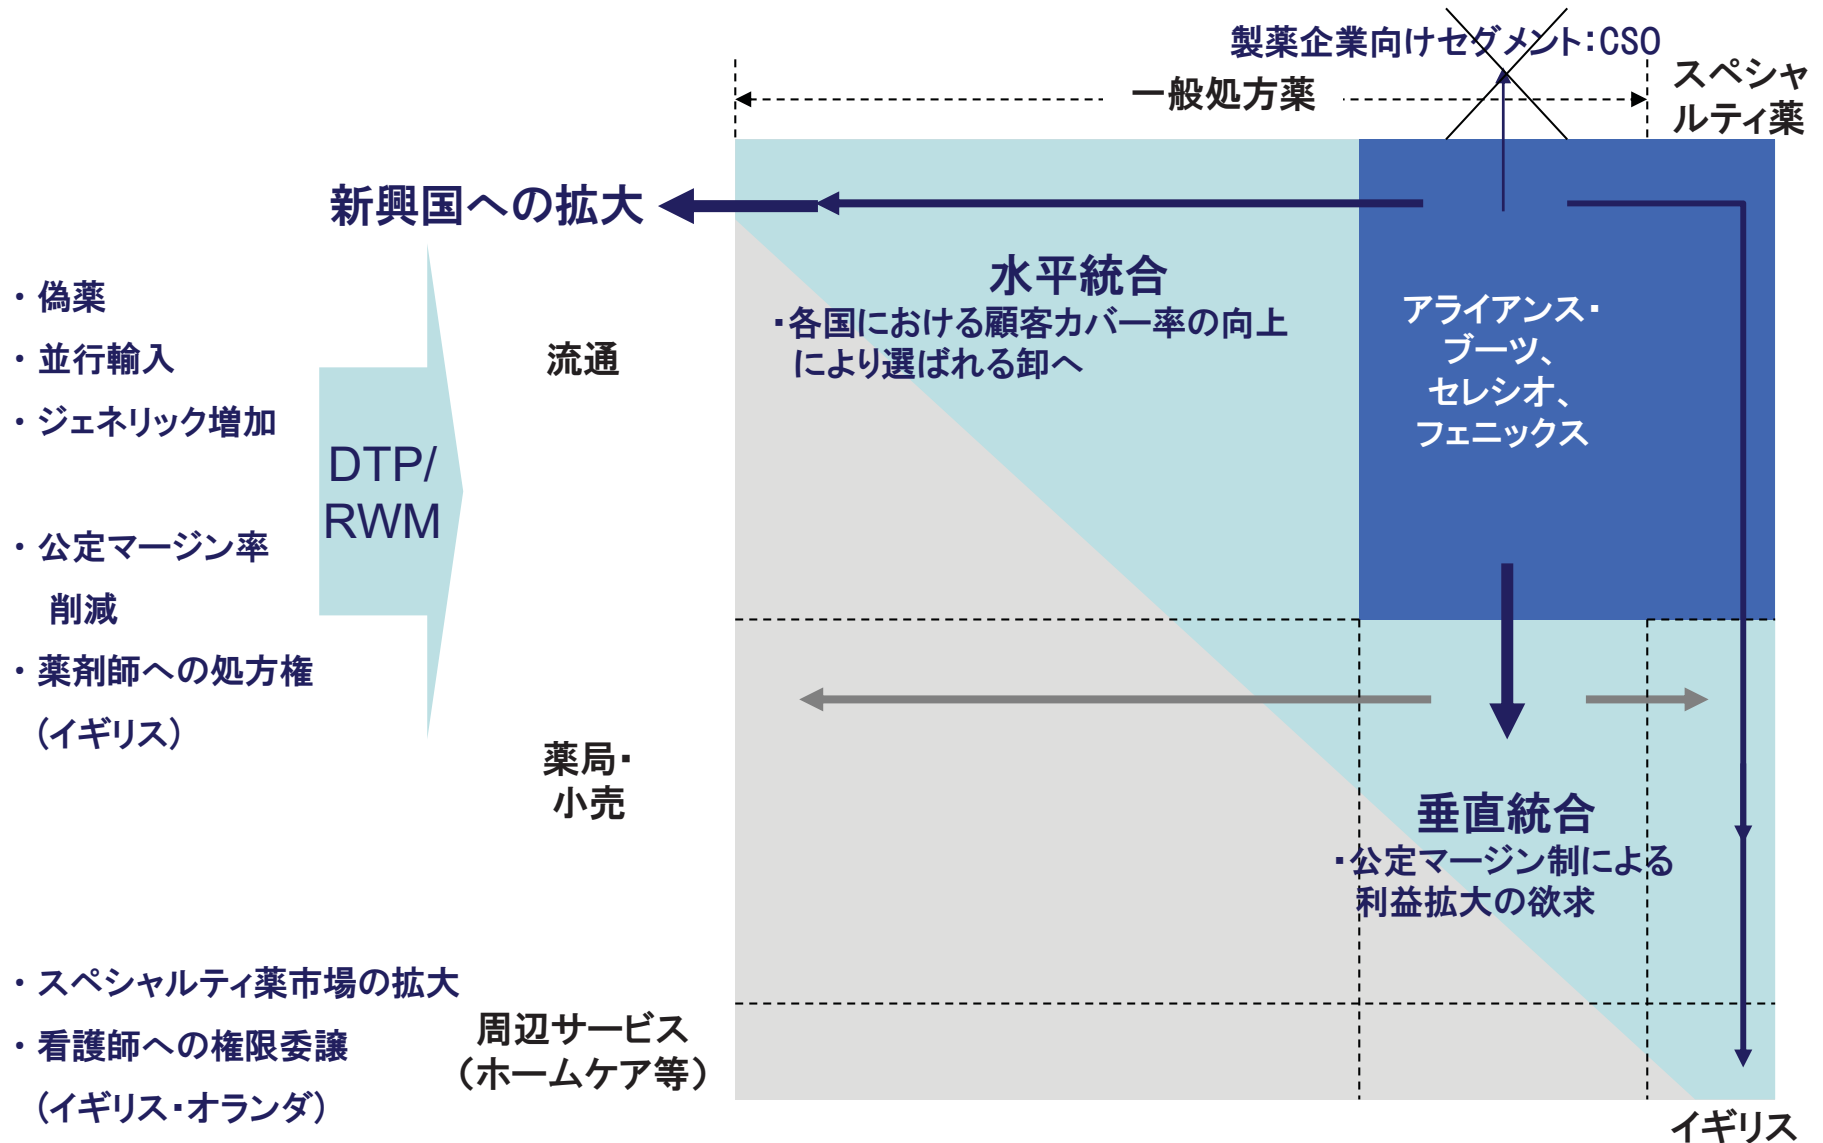 製薬企業向けセグメント：CSO
一般処方薬
スペシャ
ルティ薬
新興国への拡大
・偽薬
・並行輸入
・ジェネリック増加
・公定マージン率
削減
・薬剤師への処方権
（イギリス）
DTP/
RWM
流通
水平統合
・各国における顧客カバー率の向上
により選ばれる卸へ
アライアンス・
ブーツ、
セレシオ、
フェニックス
薬局・
小売
垂直統合
・公定マージン制による
利益拡大の欲求
・スペシャルティ薬市場の拡大
・看護師への権限委譲
（イギリス・オランダ）
周辺サービス
（ホームケア等）
イギリス